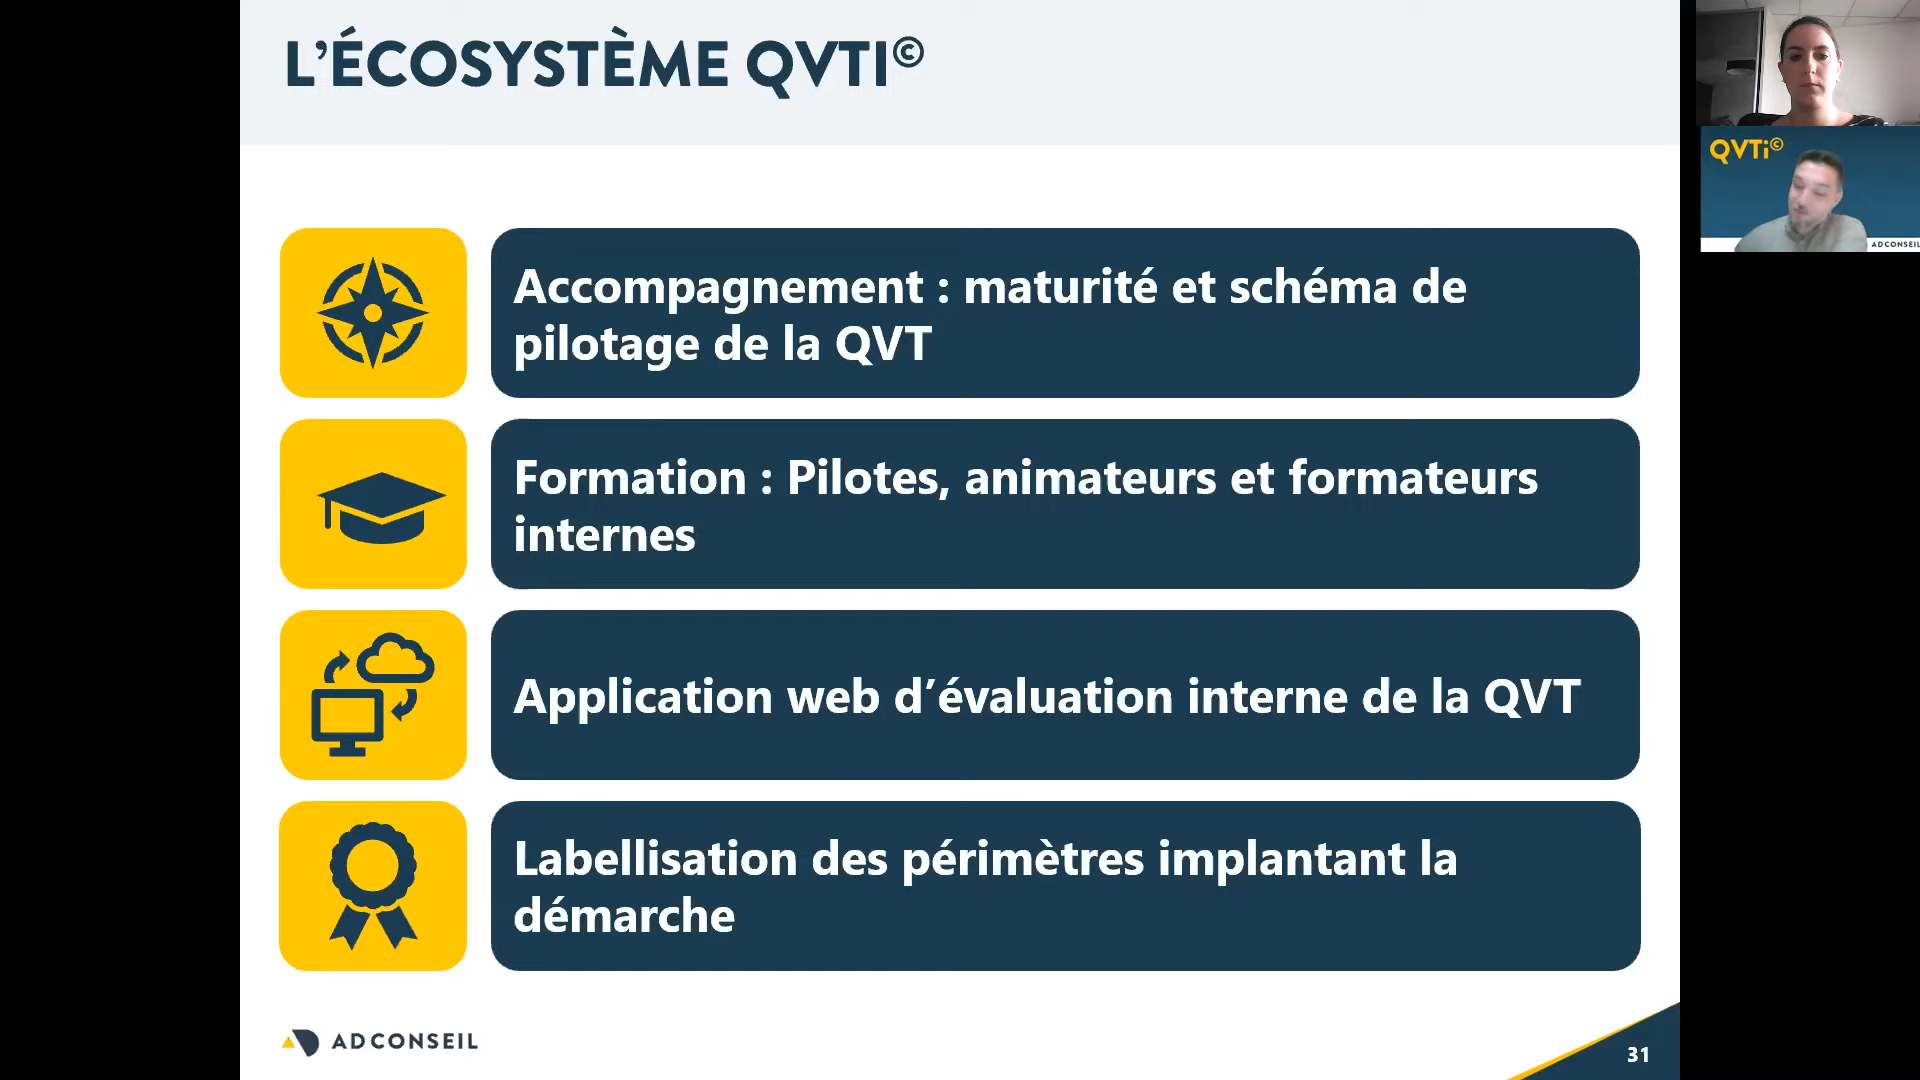 L’ÉCOSYSTÈME QVTI©
Accompagnement : maturité et schéma de
pilotage de la QVT
Formation : Pilotes, animateurs et formateurs
internes
Application web d’évaluation interne de la QVT
Labellisation des périmètres implantant la
démarche
ADCONSEIL
31
QVTi©
ADCONSEIL